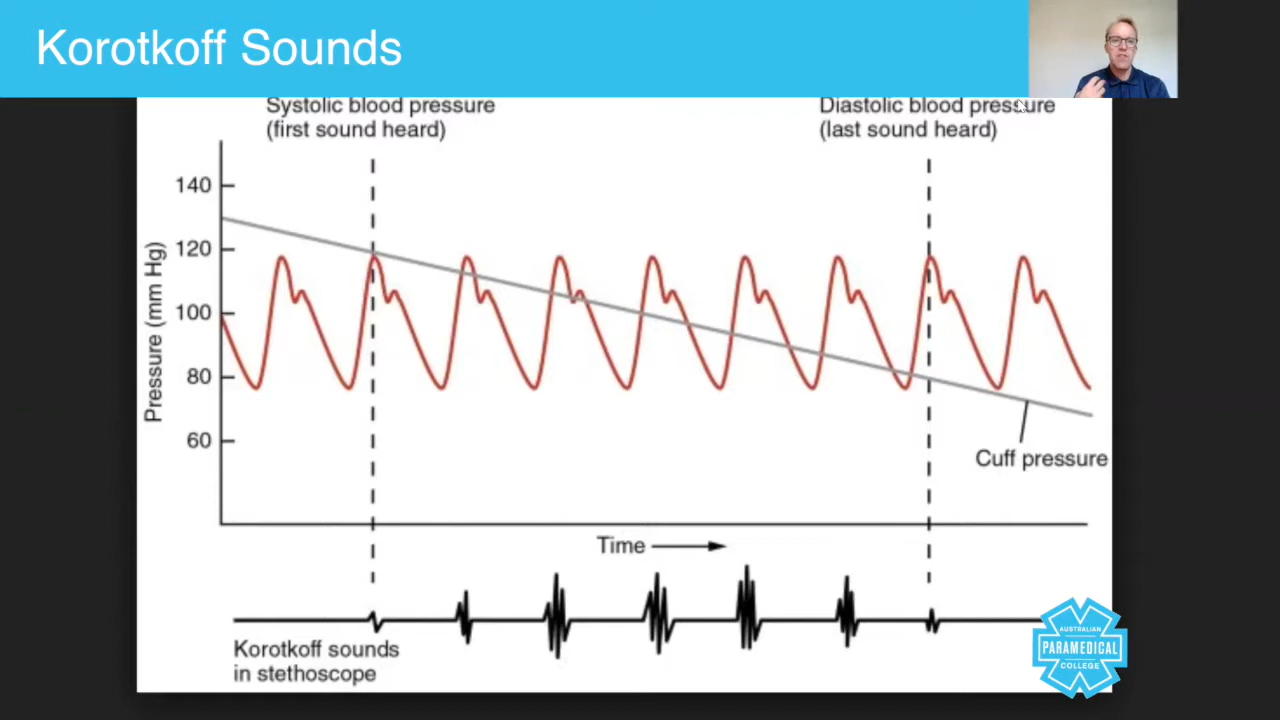 Korotkoff Sounds
Systolic blood pressure
(first sound heard)
Diastolic blood pressure
(last sound heard)
140
120
100
80
60
Pressure (mm Hg)
Cuff pressure
Time
Korotkoff sounds
in stethoscope
AUSTRALIAN
PARAMEDICAL
COLLEGE